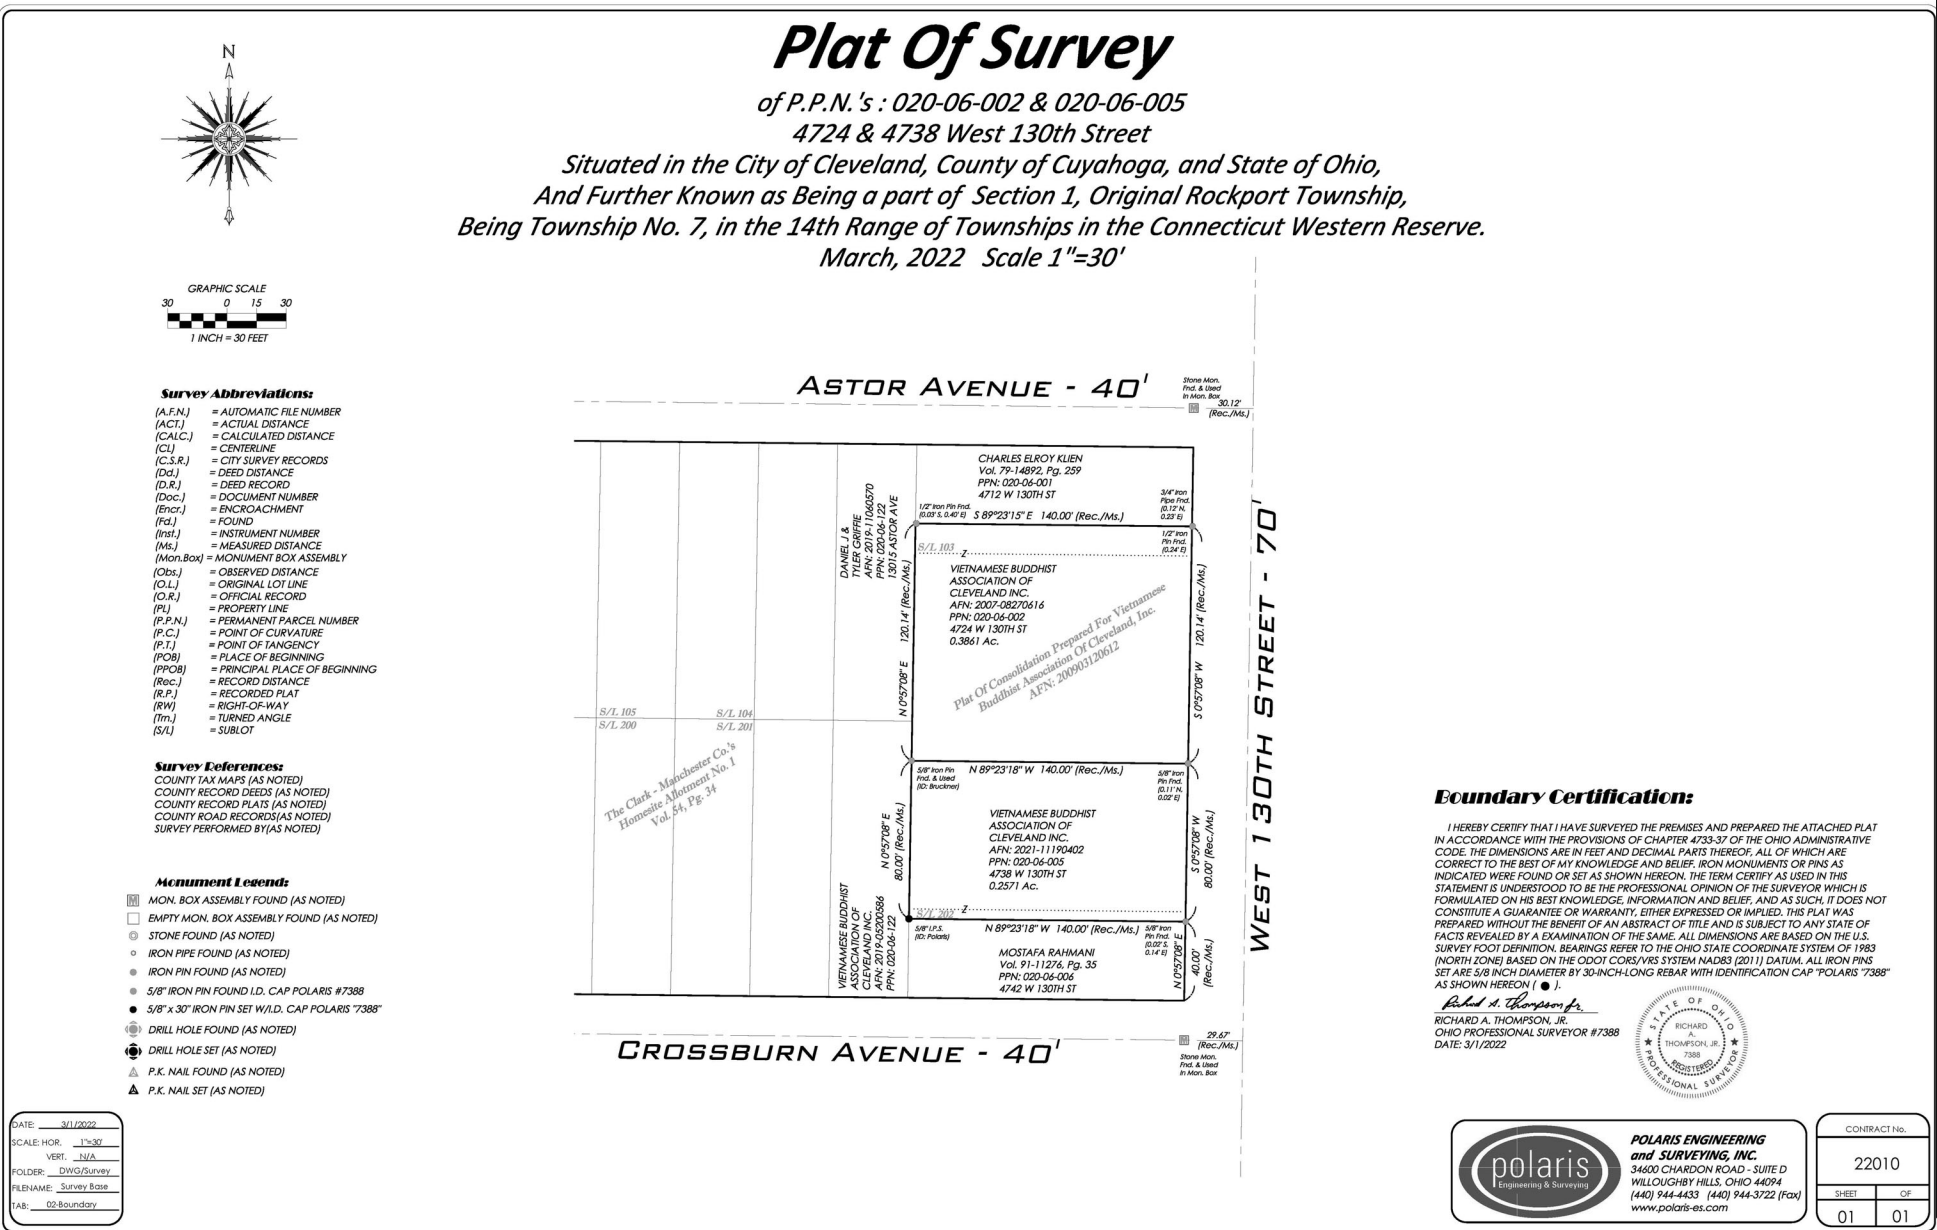 Plat Of Survey
of P.P.N.'s : 020-06-002 & 020-06-005
4724 & 4738 West 130th Street
Situated in the City of Cleveland, County of Cuyahoga, and State of Ohio,
And Further Known as Being a part of Section 1, Original Rockport Township,
Being Township No. 7, in the 14th Range of Townships in the Connecticut Western Reserve.
March, 2022 Scale 1"=30'
N
GRAPHIC SCALE
30 0 15 30
1 INCH = 30 FEET
Survey Abbreviations:
(A.F.N.) = AUTOMATIC FILE NUMBER
(ACT.) = ACTUAL DISTANCE
(CALC.) = CALCULATED DISTANCE
(CL) = CENTERLINE
(C.S.R.) = CITY SURVEY RECORDS
(Dd.) = DEED DISTANCE
(D.R.) = DEED RECORD
(Doc.) = DOCUMENT NUMBER
(Encr.) = ENCROACHMENT
(Fd.) = FOUND
(Inst.) = INSTRUMENT NUMBER
(Ms.) = MEASURED DISTANCE
(Mon.Box) = MONUMENT BOX ASSEMBLY
(Obs.) = OBSERVED DISTANCE
(O.L.) = ORIGINAL LOT LINE
(O.R.) = OFFICIAL RECORD
(PL) = PROPERTY LINE
(P.P.N.) = PERMANENT PARCEL NUMBER
(P.C.) = POINT OF CURVATURE
(P.T.) = POINT OF TANGENCY
(POB) = PLACE OF BEGINNING
(PPOB) = PRINCIPAL PLACE OF BEGINNING
(Rec.) = RECORD DISTANCE
(R.P.) = RECORDED PLAT
(RW) = RIGHT-OF-WAY
(Trn.) = TURNED ANGLE
(S/L) = SUBLOT
Survey References:
COUNTY TAX MAPS (AS NOTED)
COUNTY RECORD DEEDS (AS NOTED)
COUNTY RECORD PLATS (AS NOTED)
COUNTY ROAD RECORDS(AS NOTED)
SURVEY PERFORMED BY(AS NOTED)
Monument Legend:
M MON. BOX ASSEMBLY FOUND (AS NOTED)
EMPTY MON. BOX ASSEMBLY FOUND (AS NOTED)
STONE FOUND (AS NOTED)
IRON PIPE FOUND (AS NOTED)
IRON PIN FOUND (AS NOTED)
5/8" IRON PIN FOUND I.D. CAP POLARIS #7388
5/8" x 30" IRON PIN SET W/I.D. CAP POLARIS "7388"
DRILL HOLE FOUND (AS NOTED)
DRILL HOLE SET (AS NOTED)
P.K. NAIL FOUND (AS NOTED)
P.K. NAIL SET (AS NOTED)
DATE: 3/1/2022
SCALE: HOR. 1"=30'
VERT. N/A
FOLDER: DWG/Survey
FILENAME: Survey Base
TAB: 02-Boundary
ASTOR AVENUE - 40'
Stone Mon.
Fnd. & Used
In Mon. Box
M 30.12'
(Rec./Ms.)
CHARLES ELROY KLIEN
Vol. 79-14892, Pg. 259
PPN: 020-06-001
4712 W 130TH ST
1/2" Iron Pin Fnd.
(0.03' S, 0.40' E)
S 89°23'15" E 140.00' (Rec./Ms.)
3/4" Iron
Pipe Fnd.
(0.12' N,
0.23' E)
1/2" Iron
Pin Fnd.
(0.24' E)
DANIEL J &
TYLER GRIFFIE
AFN: 2019-11060570
PPN: 020-06-122
13015 ASTOR AVE
S/L 103
Z
VIETNAMESE BUDDHIST
ASSOCIATION OF
CLEVELAND INC.
AFN: 2007-08270616
PPN: 020-06-002
4724 W 130TH ST
0.3861 Ac.
N 0°57'08" E 120.14' (Rec./Ms.)
S 0°57'08" W 120.14' (Rec./Ms.)
Plat Of Consolidation Prepared For Vietnamese
Buddhist Association Of Cleveland, Inc.
AFN: 200903120612
WEST 130TH STREET - 70'
S/L 105
S/L 104
S/L 200
S/L 201
The Clark - Manchester Co.'s
Homesite Allotment No. 1
Vol. 54, Pg. 34
5/8" Iron Pin
Fnd. & Used
(ID: Bruckner)
N 89°23'18" W 140.00' (Rec./Ms.)
5/8" Iron
Pin Fnd.
(0.11' N,
0.02' E)
N 0°57'08" E
80.00' (Rec./Ms.)
VIETNAMESE BUDDHIST
ASSOCIATION OF
CLEVELAND INC.
AFN: 2021-11190402
PPN: 020-06-005
4738 W 130TH ST
0.2571 Ac.
S 0°57'08" W
80.00' (Rec./Ms.)
VIETNAMESE BUDDHIST
ASSOCIATION OF
CLEVELAND INC.
AFN: 2019-05200586
PPN: 020-06-122
S/L 202
Z
5/8" I.P.S.
(ID: Polaris)
N 89°23'18" W 140.00' (Rec./Ms.)
5/8" Iron
Pin Fnd.
(0.02' S,
0.14' E)
MOSTAFA RAHMANI
Vol. 91-11276, Pg. 35
PPN: 020-06-006
4742 W 130TH ST
N 0°57'08" E
40.00'
(Rec./Ms.)
CROSSBURN AVENUE - 40'
M 29.67'
(Rec./Ms.)
Stone Mon.
Fnd. & Used
In Mon. Box
Boundary Certification:
I HEREBY CERTIFY THAT I HAVE SURVEYED THE PREMISES AND PREPARED THE ATTACHED PLAT
IN ACCORDANCE WITH THE PROVISIONS OF CHAPTER 4733-37 OF THE OHIO ADMINISTRATIVE
CODE. THE DIMENSIONS ARE IN FEET AND DECIMAL PARTS THEREOF, ALL OF WHICH ARE
CORRECT TO THE BEST OF MY KNOWLEDGE AND BELIEF. IRON MONUMENTS OR PINS AS
INDICATED WERE FOUND OR SET AS SHOWN HEREON. THE TERM CERTIFY AS USED IN THIS
STATEMENT IS UNDERSTOOD TO BE THE PROFESSIONAL OPINION OF THE SURVEYOR WHICH IS
FORMULATED ON HIS BEST KNOWLEDGE, INFORMATION AND BELIEF, AND AS SUCH, IT DOES NOT
CONSTITUTE A GUARANTEE OR WARRANTY, EITHER EXPRESSED OR IMPLIED. THIS PLAT WAS
PREPARED WITHOUT THE BENEFIT OF AN ABSTRACT OF TITLE AND IS SUBJECT TO ANY STATE OF
FACTS REVEALED BY A EXAMINATION OF THE SAME. ALL DIMENSIONS ARE BASED ON THE U.S.
SURVEY FOOT DEFINITION. BEARINGS REFER TO THE OHIO STATE COORDINATE SYSTEM OF 1983
(NORTH ZONE) BASED ON THE ODOT CORS/VRS SYSTEM NAD83 (2011) DATUM. ALL IRON PINS
SET ARE 5/8 INCH DIAMETER BY 30-INCH-LONG REBAR WITH IDENTIFICATION CAP "POLARIS "7388"
AS SHOWN HEREON ( ● ).
Richard A. Thompson Jr.
RICHARD A. THOMPSON, JR.
OHIO PROFESSIONAL SURVEYOR #7388
DATE: 3/1/2022
STATE OF OHIO
RICHARD
A.
THOMPSON, JR.
7388
REGISTERED
PROFESSIONAL SURVEYOR
polaris
Engineering & Surveying
POLARIS ENGINEERING
and SURVEYING, INC.
34600 CHARDON ROAD - SUITE D
WILLOUGHBY HILLS, OHIO 44094
(440) 944-4433 (440) 944-3722 (Fax)
www.polaris-es.com
CONTRACT No.
22010
SHEET OF
01 01